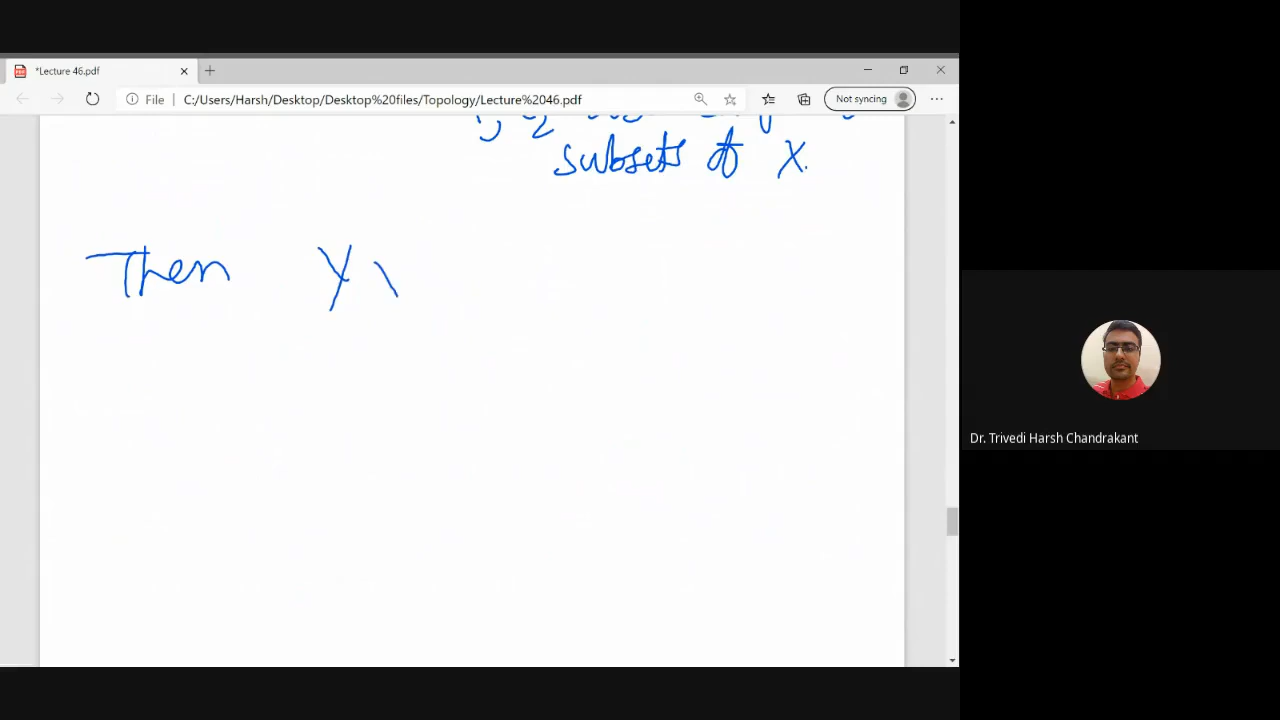 *Lecture 46.pdf
File | C:/Users/Harsh/Desktop/Desktop%20files/Topology/Lecture%2046.pdf
Not syncing
subsets of X.
Then Y \
Dr. Trivedi Harsh Chandrakant